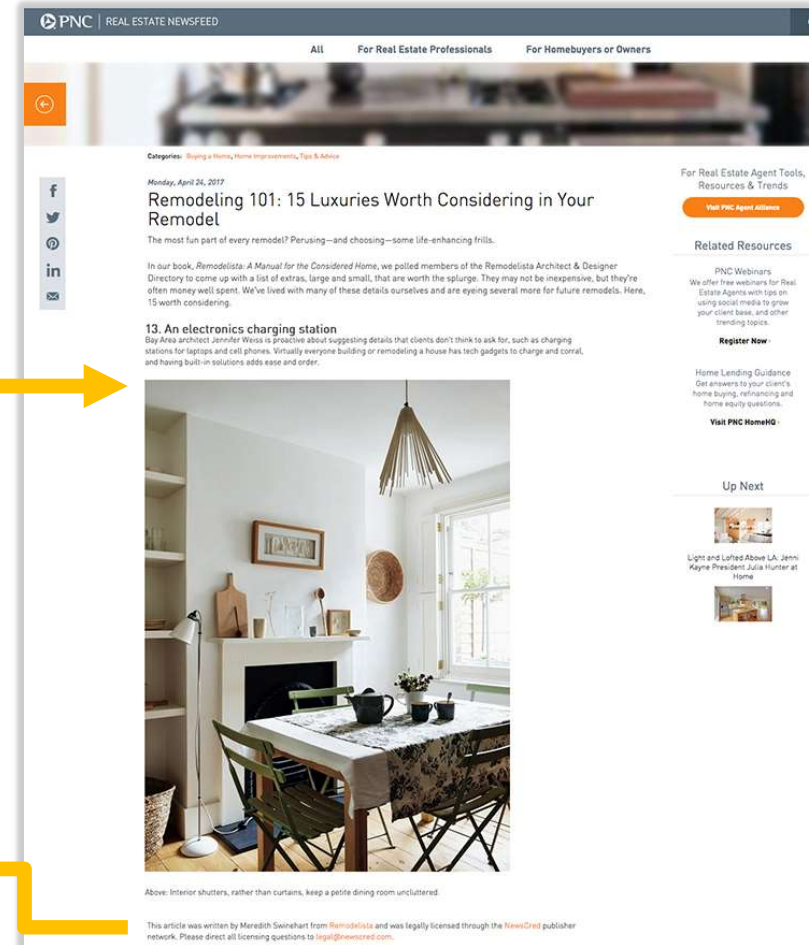 PNC | REAL ESTATE NEWSFEED
All For Real Estate Professionals For Homebuyers or Owners
Categories: Buying a Home, Home Improvements, Tips & Advice
Monday, April 24, 2017
Remodeling 101: 15 Luxuries Worth Considering in Your
Remodel
The most fun part of every remodel? Perusing—and choosing—some life-enhancing frills.
In our book, Remodelista: A Manual for the Considered Home, we polled members of the Remodelista Architect & Designer
Directory to come up with a list of extras, large and small, that are worth the splurge. They may not be inexpensive, but they're
often money well spent. We've lived with many of these details ourselves and are eyeing several more for future remodels. Here,
15 worth considering.
13. An electronics charging station
Bay Area architect Jennifer Weiss is proactive about suggesting details that clients don't think to ask for, such as charging
stations for laptops and cell phones. Virtually everyone building or remodeling a house has tech gadgets to charge and corral,
and having built-in solutions adds ease and order.
Above: Interior shutters, rather than curtains, keep a petite dining room uncluttered.
This article was written by Meredith Swinehart from Remodelista and was legally licensed through the NewsCred publisher
network. Please direct all licensing questions to legal@newscred.com.
For Real Estate Agent Tools,
Resources & Trends
Visit PNC Agent Alliance
Related Resources
PNC Webinars
We offer free webinars for Real
Estate Agents with tips on
using social media to grow
your client base, and other
trending topics.
Register Now
Home Lending Guidance
Get answers to your client's
home buying, refinancing and
home equity questions.
Visit PNC HomeHQ
Up Next
Light and Lofted Above LA: Jenni
Kayne President Julia Hunter at
Home